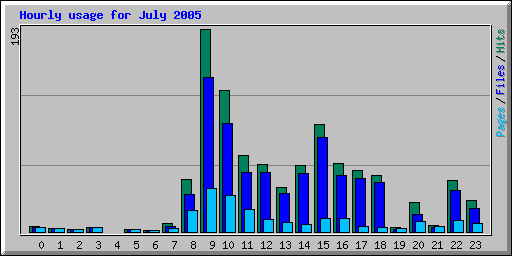 Hourly usage for July 2005
193
Pages/Files/Hits
0 1 2 3 4 5 6 7 8 9 10 11 12 13 14 15 16 17 18 19 20 21 22 23